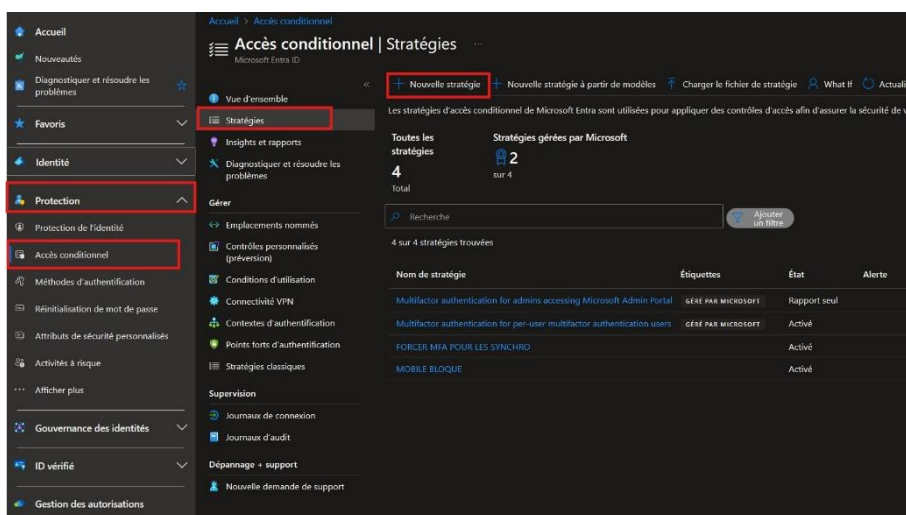 Accueil
Nouveautés
Diagnostiquer et résoudre les
problèmes
Favoris
Identité
Protection
Protection de l'identité
Accès conditionnel
Méthodes d'authentification
Réinitialisation de mot de passe
Attributs de sécurité personnalisés
Activités à risque
Afficher plus
Gouvernance des identités
ID vérifié
Gestion des autorisations
Accueil > Accès conditionnel
Accès conditionnel | Stratégies
Microsoft Entra ID
Vue d'ensemble
Stratégies
Insights et rapports
Diagnostiquer et résoudre les
problèmes
Gérer
Emplacements nommés
Contrôles personnalisés
(préversion)
Conditions d'utilisation
Connectivité VPN
Contextes d'authentification
Points forts d'authentification
Stratégies classiques
Supervision
Journaux de connexion
Journaux d'audit
Dépannage + support
Nouvelle demande de support
Nouvelle stratégie Nouvelle stratégie à partir de modèles Charger le fichier de stratégie What If Actuali
Les stratégies d'accès conditionnel de Microsoft Entra sont utilisées pour appliquer des contrôles d'accès afin d'assurer la sécurité de v
Toutes les
stratégies
4
Total
Stratégies gérées par Microsoft
2
sur 4
Recherche
Ajouter
un filtre
4 sur 4 stratégies trouvées
Nom de stratégie Étiquettes État Alerte
Multifactor authentication for admins accessing Microsoft Admin Portal GÉRÉ PAR MICROSOFT Rapport seul
Multifactor authentication for per-user multifactor authentication users GÉRÉ PAR MICROSOFT Activé
FORCER MFA POUR LES SYNCHRO Activé
MOBILE BLOQUE Activé